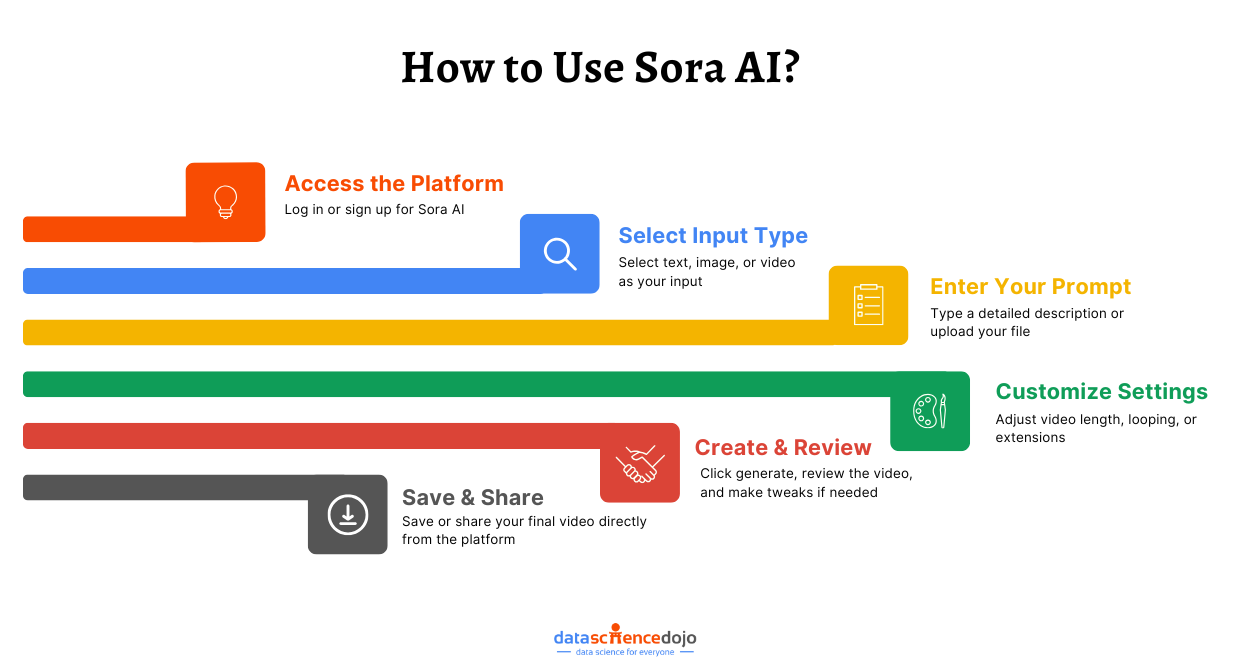 How to Use Sora AI?
Access the Platform
Log in or sign up for Sora AI
Select Input Type
Select text, image, or video
as your input
Enter Your Prompt
Type a detailed description or
upload your file
Customize Settings
Adjust video length, looping, or
extensions
Create & Review
Click generate, review the video,
and make tweaks if needed
Save & Share
Save or share your final video directly
from the platform
datasciencedojo
data science for everyone